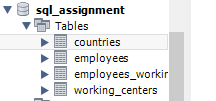 sql_assignment
Tables
countries
employees
employees_workin
working_centers